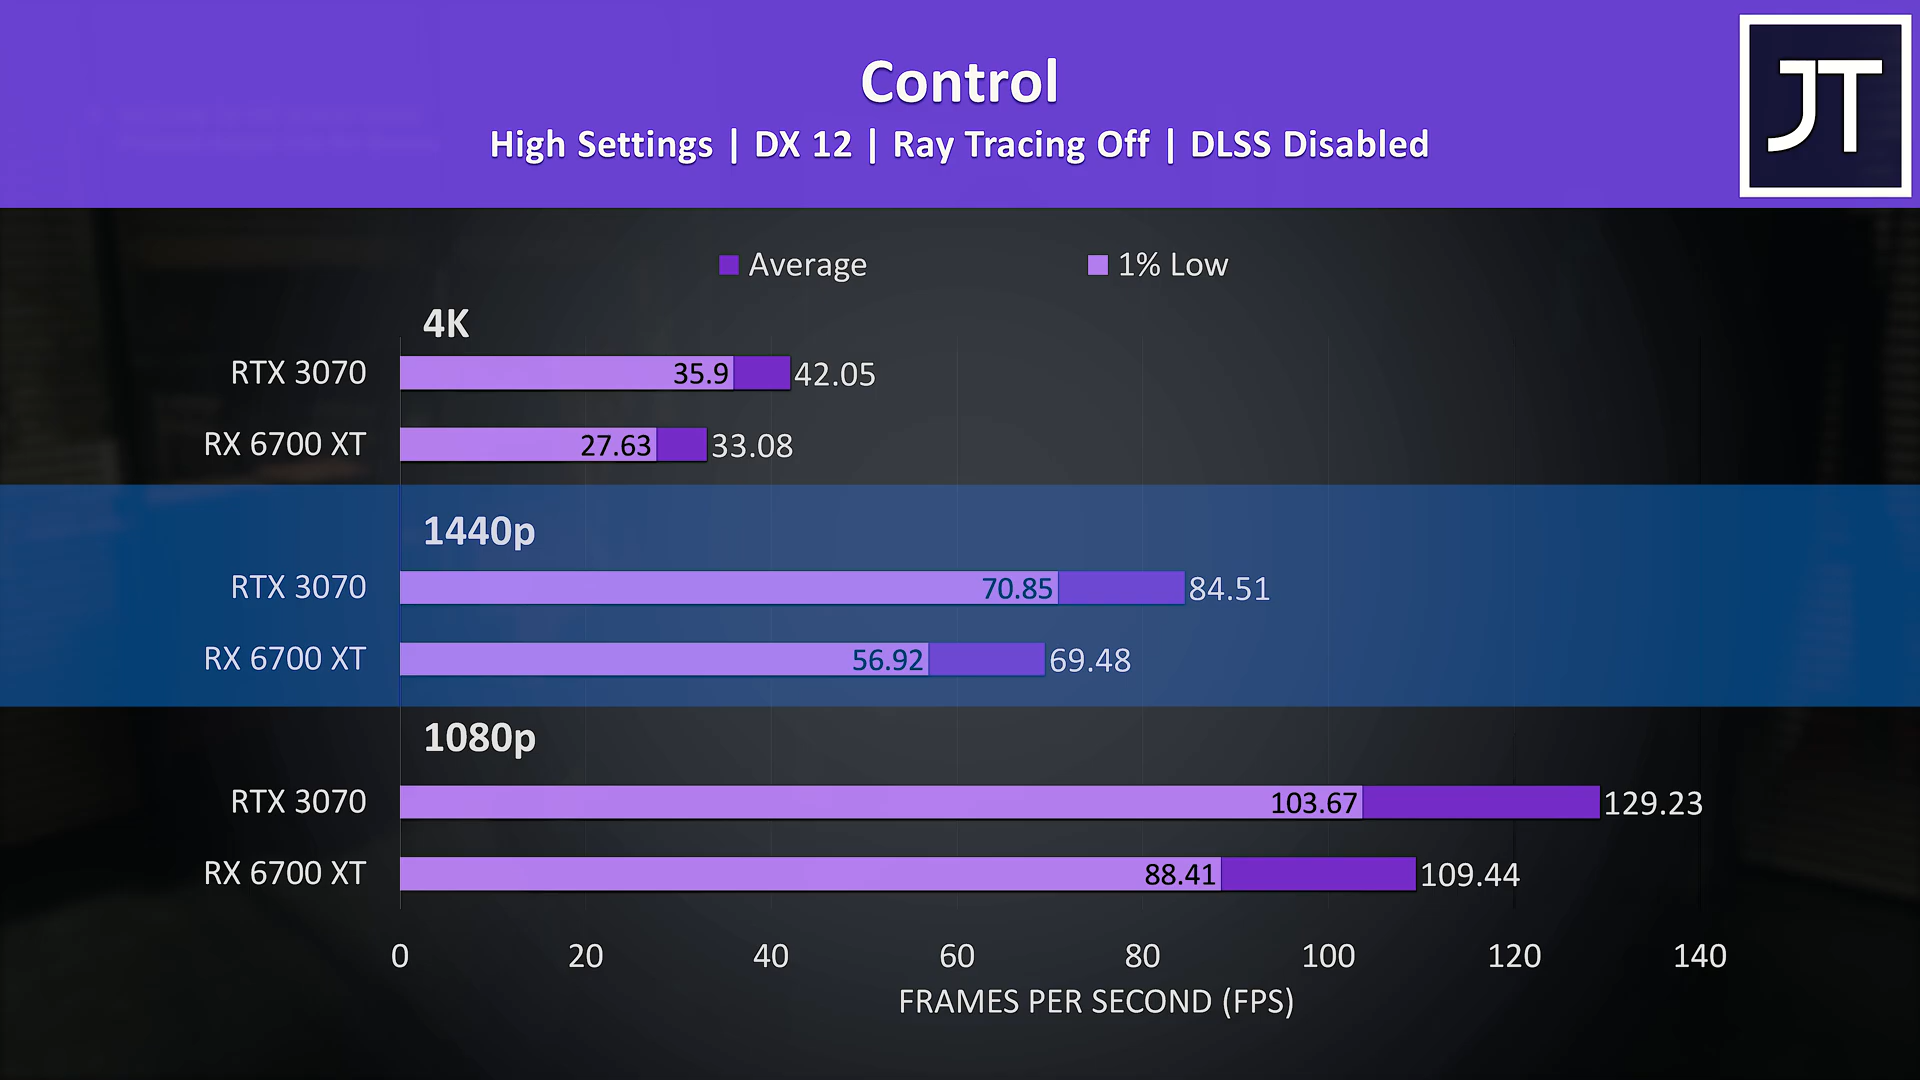 Control
JT
High Settings | DX 12 | Ray Tracing Off | DLSS Disabled
Average
1% Low
4K
RTX 3070
35.9
42.05
RX 6700 XT
27.63
33.08
1440p
RTX 3070
70.85
84.51
RX 6700 XT
56.92
69.48
1080p
RTX 3070
103.67
129.23
RX 6700 XT
88.41
109.44
0 20 40 60 80 100 120 140
FRAMES PER SECOND (FPS)